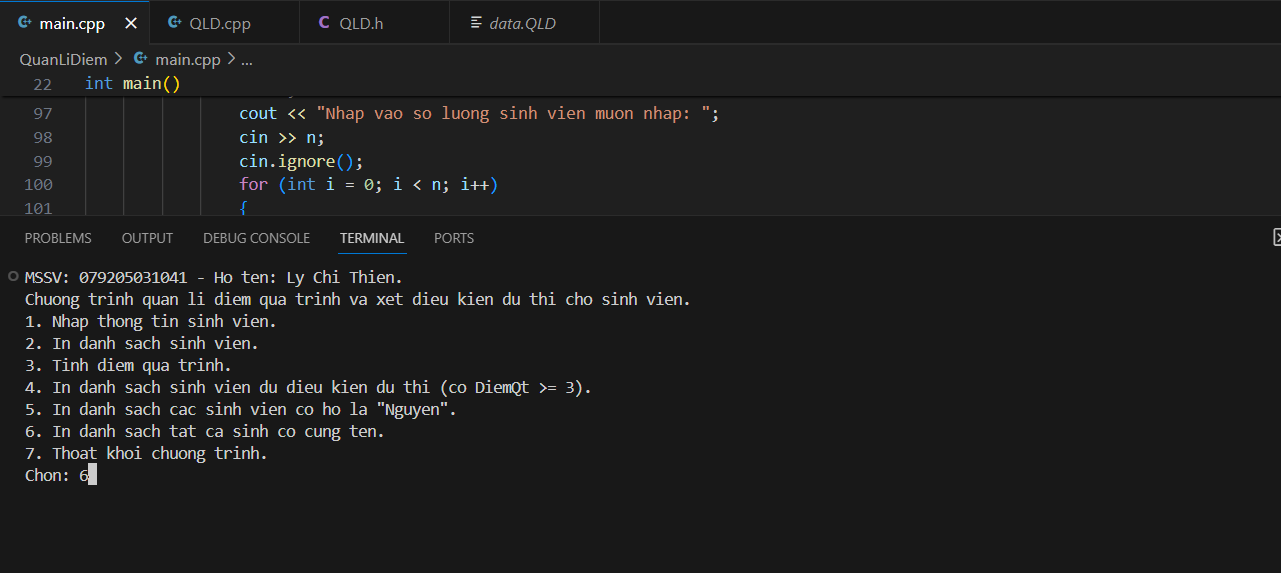 main.cpp QLD.cpp C QLD.h data.QLD
QuanLiDiem > main.cpp > ...
22 int main()
97 cout << "Nhap vao so luong sinh vien muon nhap: ";
98 cin >> n;
99 cin.ignore();
100 for (int i = 0; i < n; i++)
101 {
PROBLEMS OUTPUT DEBUG CONSOLE TERMINAL PORTS
MSSV: 079205031041 - Ho ten: Ly Chi Thien.
Chuong trinh quan li diem qua trinh va xet dieu kien du thi cho sinh vien.
1. Nhap thong tin sinh vien.
2. In danh sach sinh vien.
3. Tinh diem qua trinh.
4. In danh sach sinh vien du dieu kien du thi (co DiemQt >= 3).
5. In danh sach cac sinh vien co ho la "Nguyen".
6. In danh sach tat ca sinh co cung ten.
7. Thoat khoi chuong trinh.
Chon: 6